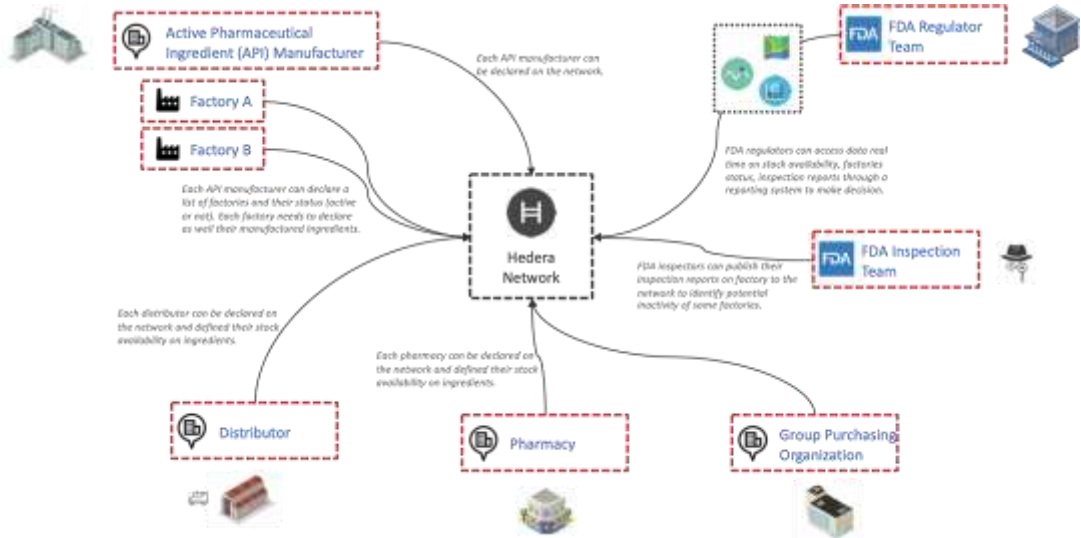 Active Pharmaceutical
Ingredient (API) Manufacturer
Each API manufacturer can
be declared on the network.
FDA
FDA Regulator
Team
Factory A
Factory B
FDA regulators can access data real
time on stock availability, factories
status, inspection reports through a
reporting system to make decision.
Each API manufacturer can declare a
list of factories and their status (active
or not). Each factory needs to declare
as well their manufactured ingredients.
Hedera
Network
FDA
FDA Inspection
Team
FDA inspectors can publish their
inspection reports on factory to the
network to identify potential
inactivity of some factories.
Each distributor can be declared on
the network and defined their stock
availability on ingredients.
Each pharmacy can be declared on
the network and defined their stock
availability on ingredients.
Distributor
Pharmacy
Group Purchasing
Organization